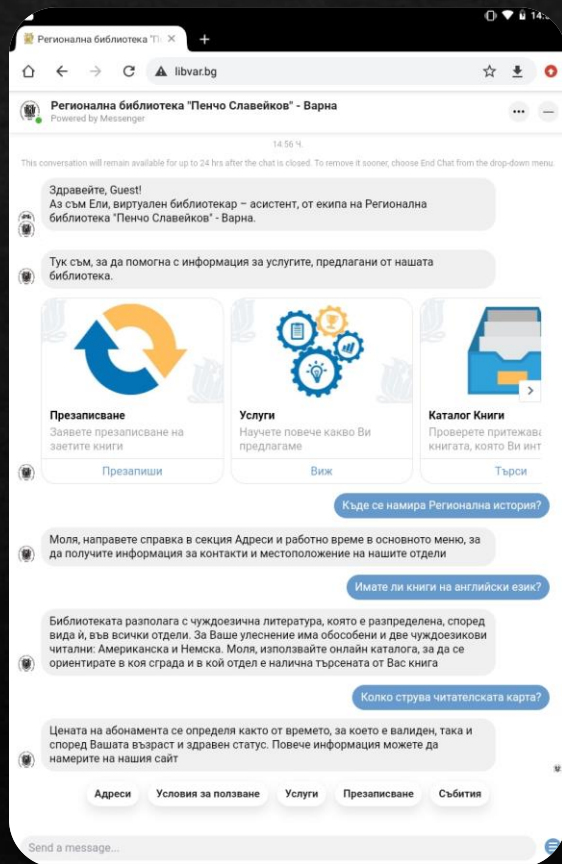 14:
Регионална библиотека "П
libvar.bg
Регионална библиотека "Пенчо Славейков" - Варна
Powered by Messenger
14:56 Ч.
This conversation will remain available for up to 24 hrs after the chat is closed. To remove it sooner, choose End Chat from the drop-down menu
Здравейте, Guest!
Аз съм Ели, виртуален библиотекар – асистент, от екипа на Регионална
библиотека "Пенчо Славейков" - Варна.
Тук съм, за да помогна с информация за услугите, предлагани от нашата
библиотека.
Презаписване
Заявете презаписване на
заетите книги
Презапиши
Услуги
Научете повече какво Ви
предлагаме
Виж
Каталог Книги
Проверете притежава
книгата, която Ви инт
Търси
Къде се намира Регионална история?
Моля, направете справка в секция Адреси и работно време в основното меню, за
да получите информация за контакти и местоположение на нашите отдели
Имате ли книги на английски език?
Библиотеката разполага с чуждоезична литература, която е разпределена, според
вида ѝ, във всички отдели. За Ваше улеснение има обособени и две чуждоезикови
читални: Американска и Немска. Моля, използвайте онлайн каталога, за да се
ориентирате в коя сграда и в кой отдел е налична търсената от Вас книга
Колко струва читателската карта?
Цената на абонамента се определя както от времето, за което е валиден, така и
според Вашата възраст и здравен статус. Повече информация можете да
намерите на нашия сайт
Адреси Условия за ползване Услуги Презаписване Събития
Send a message...